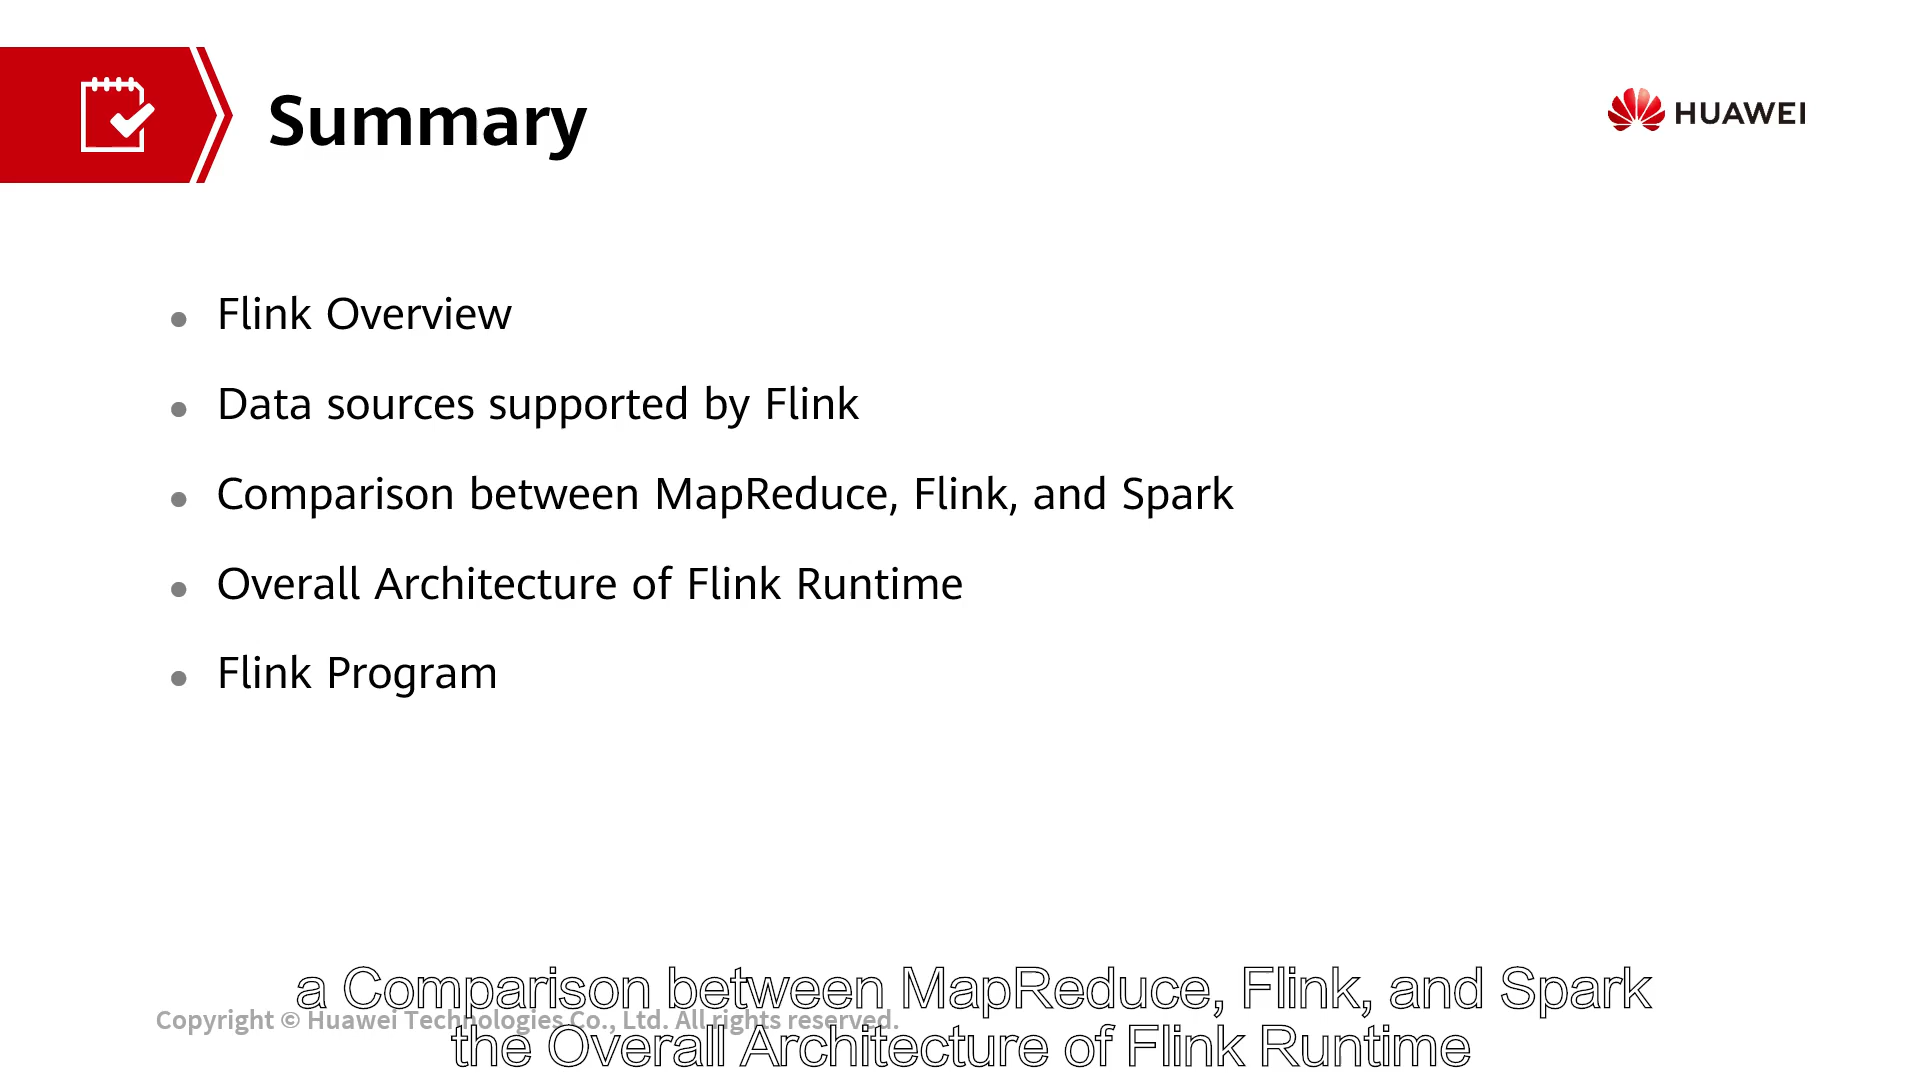 Summary
HUAWEI
Flink Overview
Data sources supported by Flink
Comparison between MapReduce, Flink, and Spark
Overall Architecture of Flink Runtime
Flink Program
a Comparison between MapReduce, Flink, and Spark
Copyright © Huawei Technologies Co., Ltd. All rights reserved.
the Overall Architecture of Flink Runtime